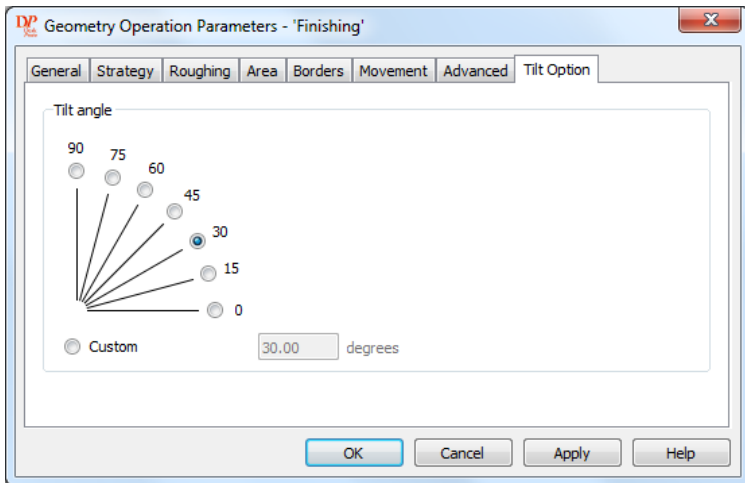 DP Geometry Operation Parameters - 'Finishing'
General Strategy Roughing Area Borders Movement Advanced Tilt Option
Tilt angle
90
75
60
45
30
15
0
Custom 30.00 degrees
OK Cancel Apply Help